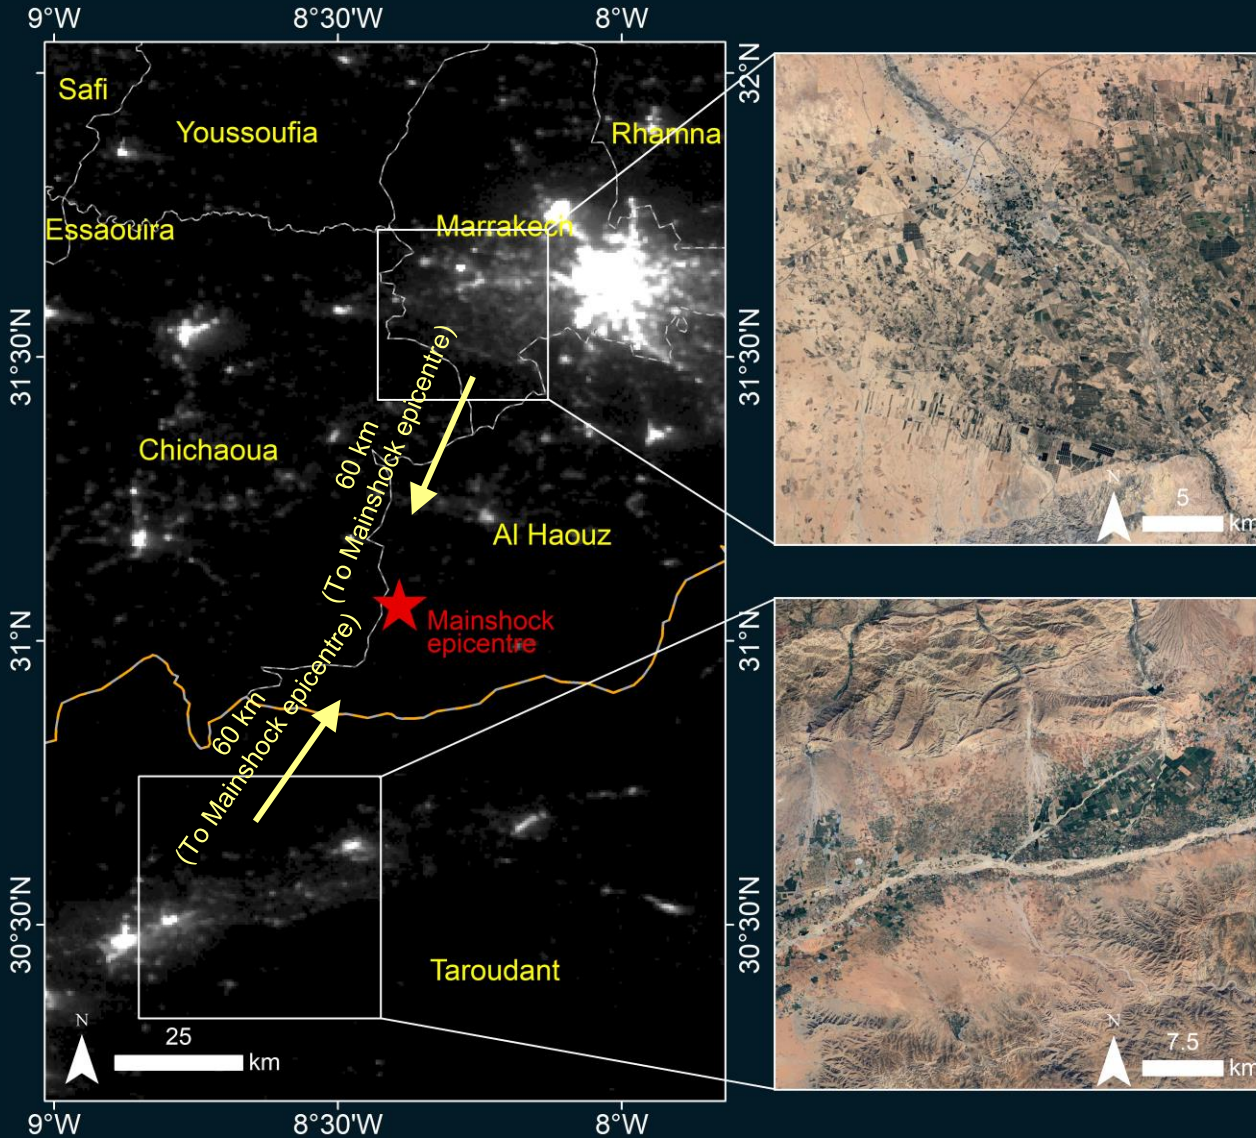 9°W
8°30'W
8°W
Safi
Youssoufia
Rhamna
32°N
Essaouira
Marrakech
31°30'N
31°30'N
60 km
(To Mainshock epicentre)
Chichaoua
Al Haouz
N
5
km
Mainshock
epicentre
31°N
31°N
60 km
(To Mainshock epicentre)
30°30'N
30°30'N
Taroudant
N
25
km
N
7.5
km
9°W
8°30'W
8°W